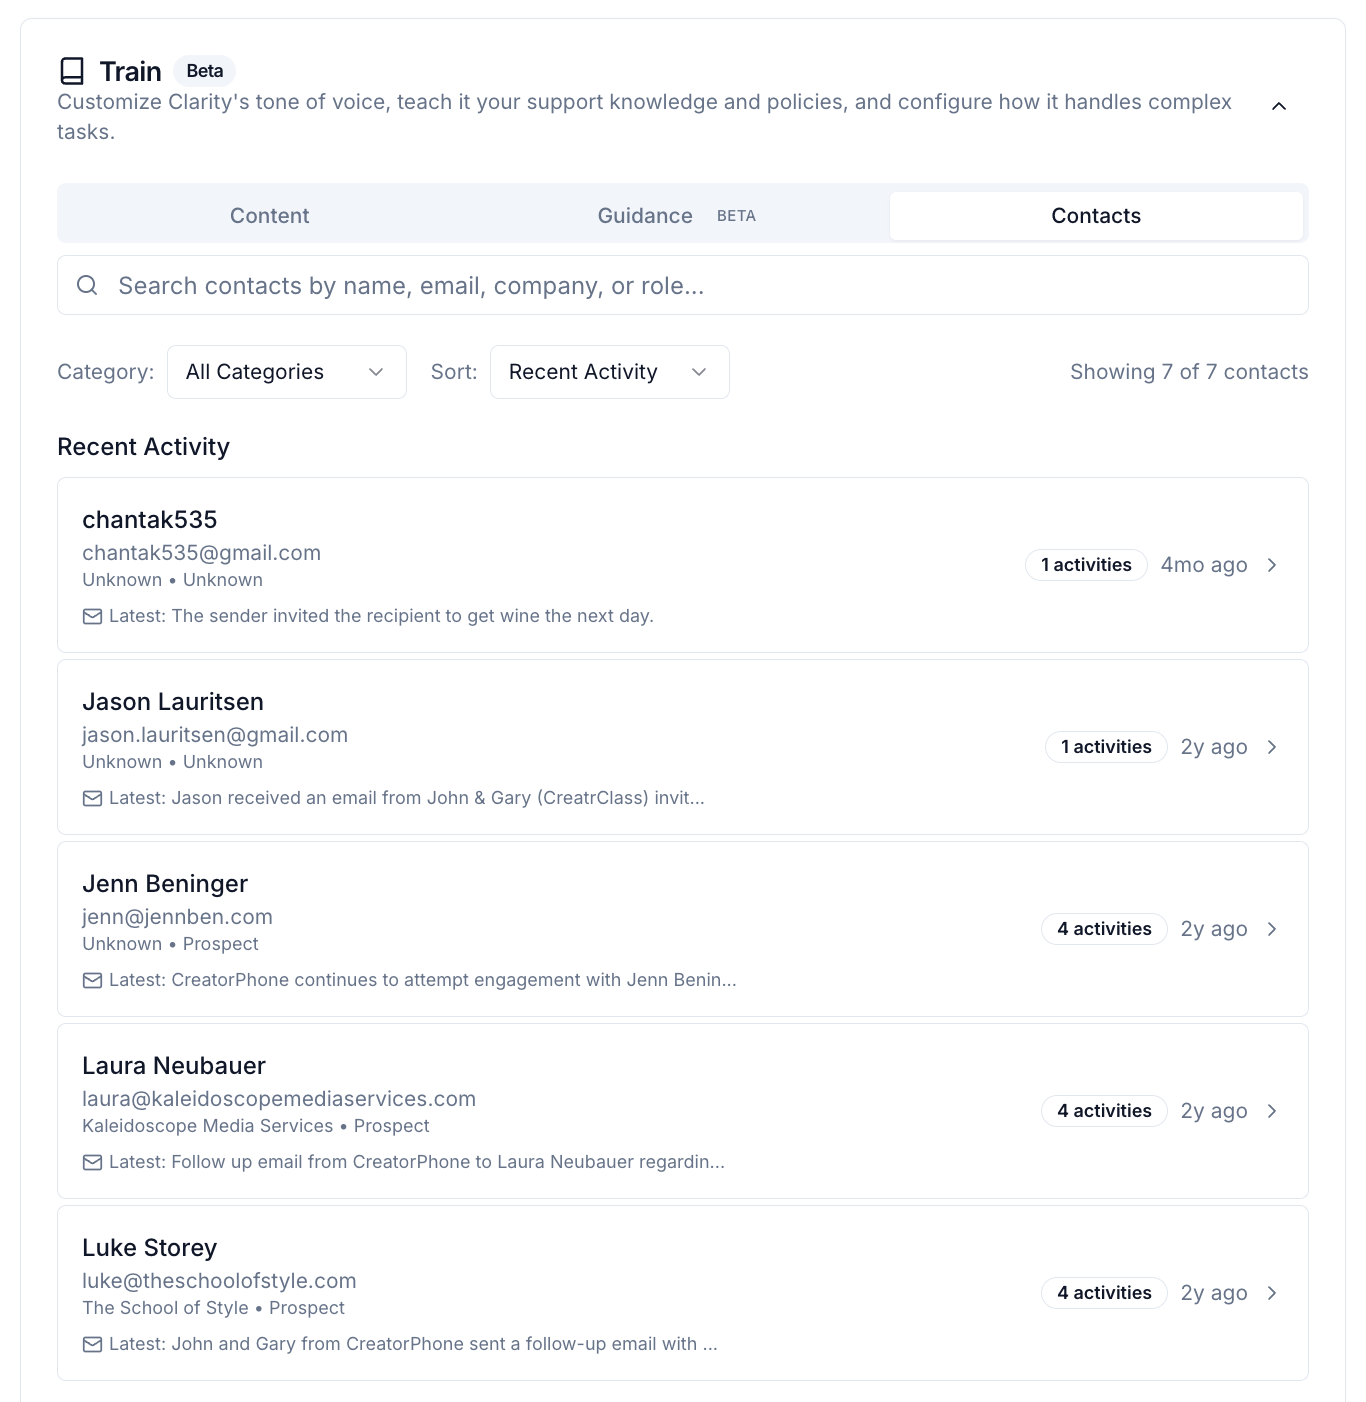 Train Beta
Customize Clarity's tone of voice, teach it your support knowledge and policies, and configure how it handles complex
tasks.
Content Guidance BETA Contacts
Search contacts by name, email, company, or role...
Category: All Categories Sort: Recent Activity Showing 7 of 7 contacts
Recent Activity
chantak535
chantak535@gmail.com
Unknown • Unknown
1 activities 4mo ago
Latest: The sender invited the recipient to get wine the next day.
Jason Lauritsen
jason.lauritsen@gmail.com
Unknown • Unknown
1 activities 2y ago
Latest: Jason received an email from John & Gary (CreatrClass) invit...
Jenn Beninger
jenn@jennben.com
Unknown • Prospect
4 activities 2y ago
Latest: CreatorPhone continues to attempt engagement with Jenn Benin...
Laura Neubauer
laura@kaleidoscopemediaservices.com
Kaleidoscope Media Services • Prospect
4 activities 2y ago
Latest: Follow up email from CreatorPhone to Laura Neubauer regardin...
Luke Storey
luke@theschoolofstyle.com
The School of Style • Prospect
4 activities 2y ago
Latest: John and Gary from CreatorPhone sent a follow-up email with ...